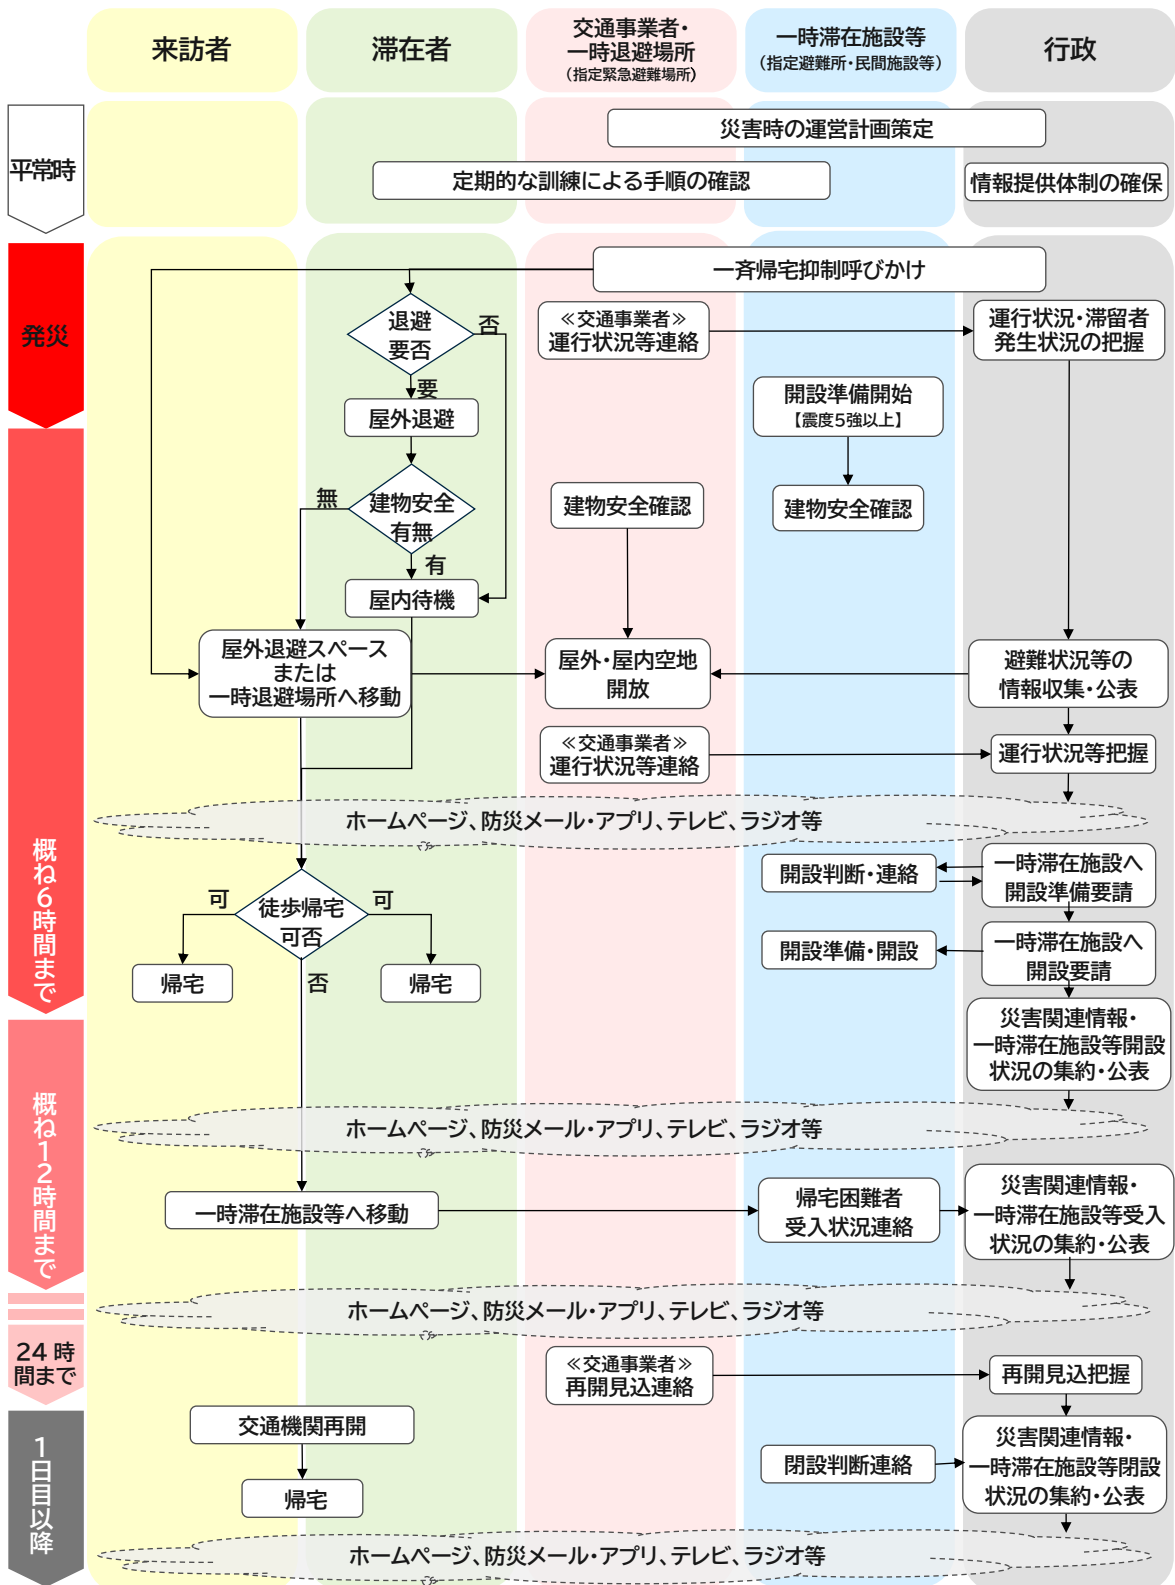 来訪者
滞在者
交通事業者・
一時退避場所
（指定緊急避難場所）
一時滞在施設等
（指定避難所・民間施設等）
行政
平常時
災害時の運営計画策定
定期的な訓練による手順の確認
情報提供体制の確保
発災
一斉帰宅抑制呼びかけ
退避
要否
否
要
≪交通事業者≫
運行状況等連絡
運行状況・滞留者
発生状況の把握
屋外退避
開設準備開始
【震度５強以上】
概ね６時間まで
建物安全
有無
無
有
建物安全確認
建物安全確認
屋内待機
屋外退避スペース
または
一時退避場所へ移動
屋外・屋内空地
開放
避難状況等の
情報収集・公表
≪交通事業者≫
運行状況等連絡
運行状況等把握
ホームページ、防災メール・アプリ、テレビ、ラジオ等
開設判断・連絡
一時滞在施設へ
開設準備要請
徒歩帰宅
可否
可
可
否
帰宅
帰宅
開設準備・開設
一時滞在施設へ
開設要請
災害関連情報・
一時滞在施設等開設
状況の集約・公表
概ね１２時間まで
ホームページ、防災メール・アプリ、テレビ、ラジオ等
一時滞在施設等へ移動
帰宅困難者
受入状況連絡
災害関連情報・
一時滞在施設等受入
状況の集約・公表
ホームページ、防災メール・アプリ、テレビ、ラジオ等
24 時
間まで
≪交通事業者≫
再開見込連絡
再開見込把握
１日目以降
交通機関再開
帰宅
閉設判断連絡
災害関連情報・
一時滞在施設等閉設
状況の集約・公表
ホームページ、防災メール・アプリ、テレビ、ラジオ等